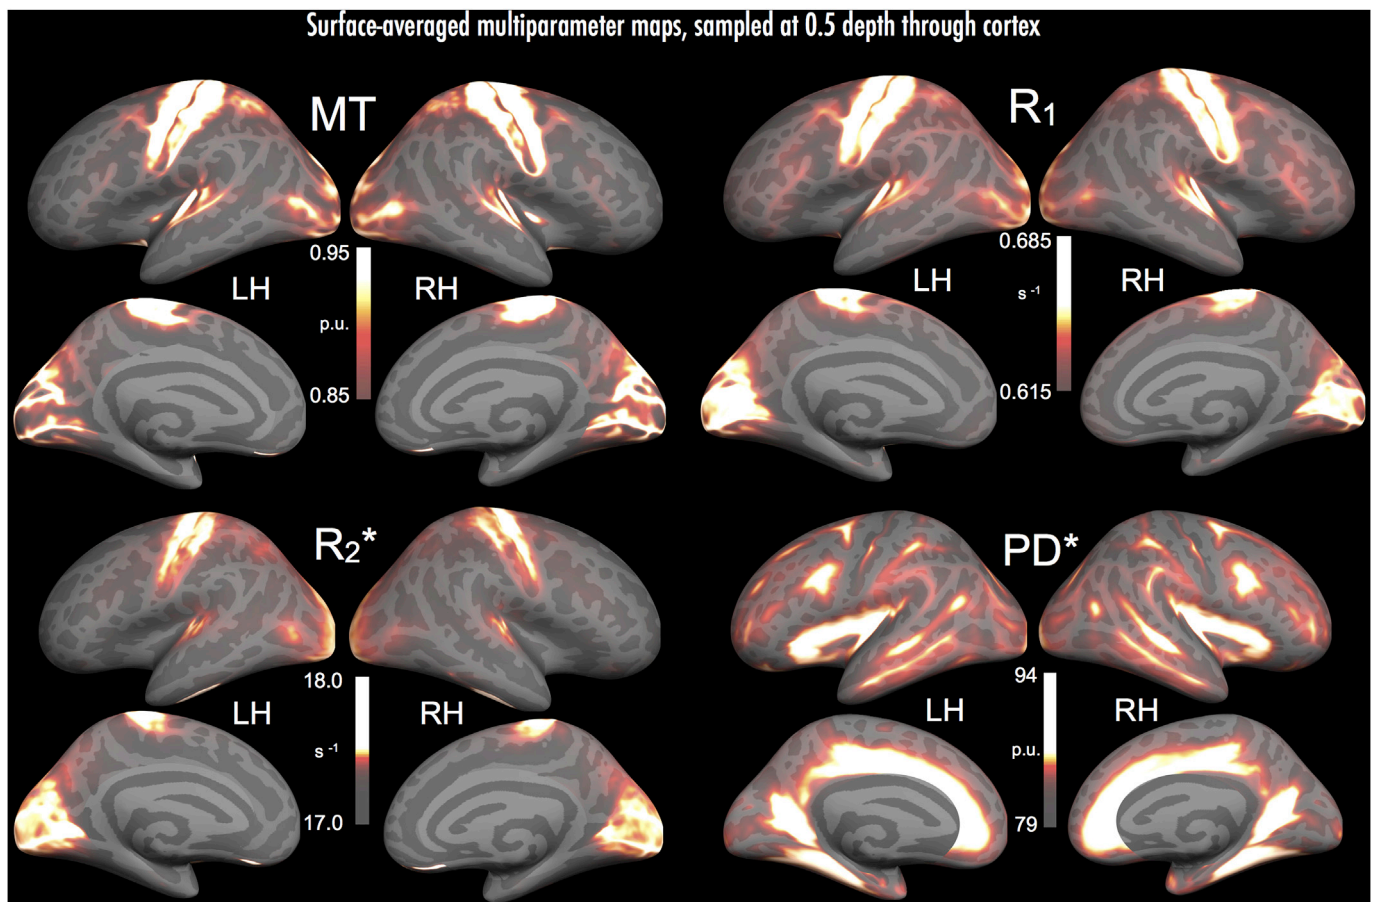 Surface-averaged multiparameter maps, sampled at 0.5 depth through cortex
MT
R1
0.95
p.u.
0.85
LH
RH
0.685
s -1
0.615
LH
RH
R2*
PD*
18.0
s -1
17.0
LH
RH
94
p.u.
79
LH
RH